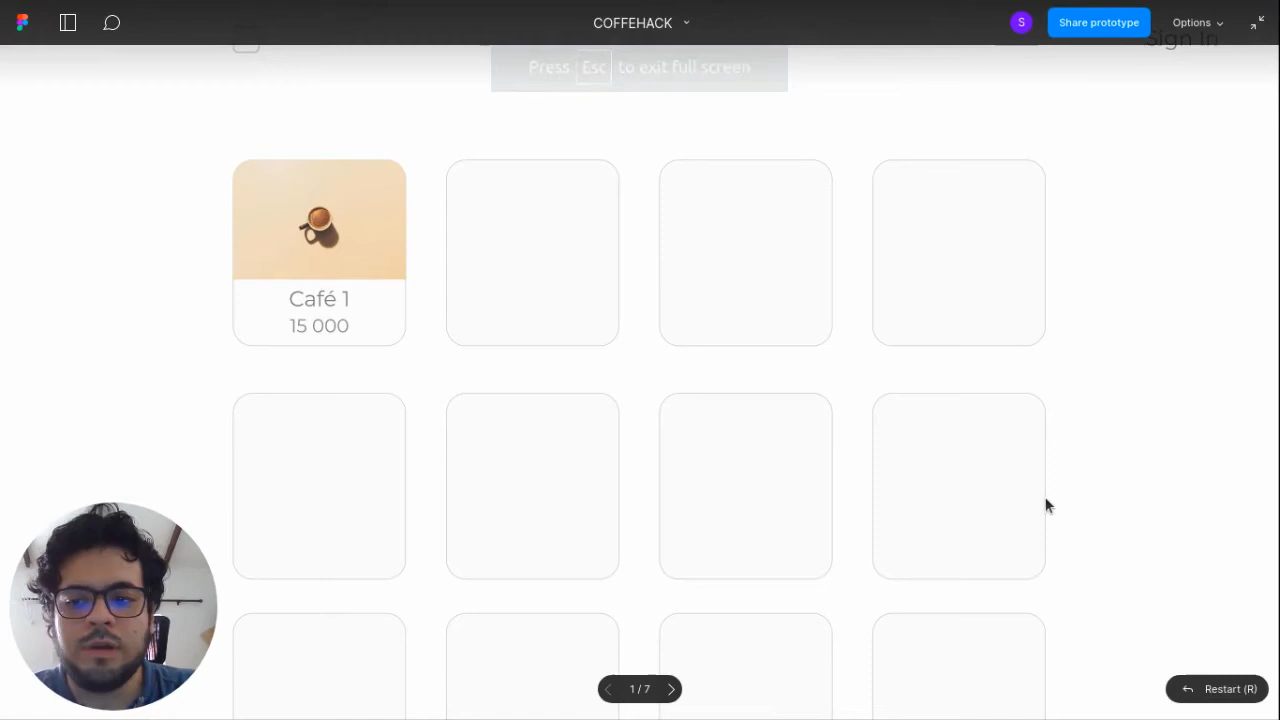 COFFEHACK
S
Share prototype
Options
Sign In
Press Esc to exit full screen
Café 1
15 000
1 / 7
Restart (R)